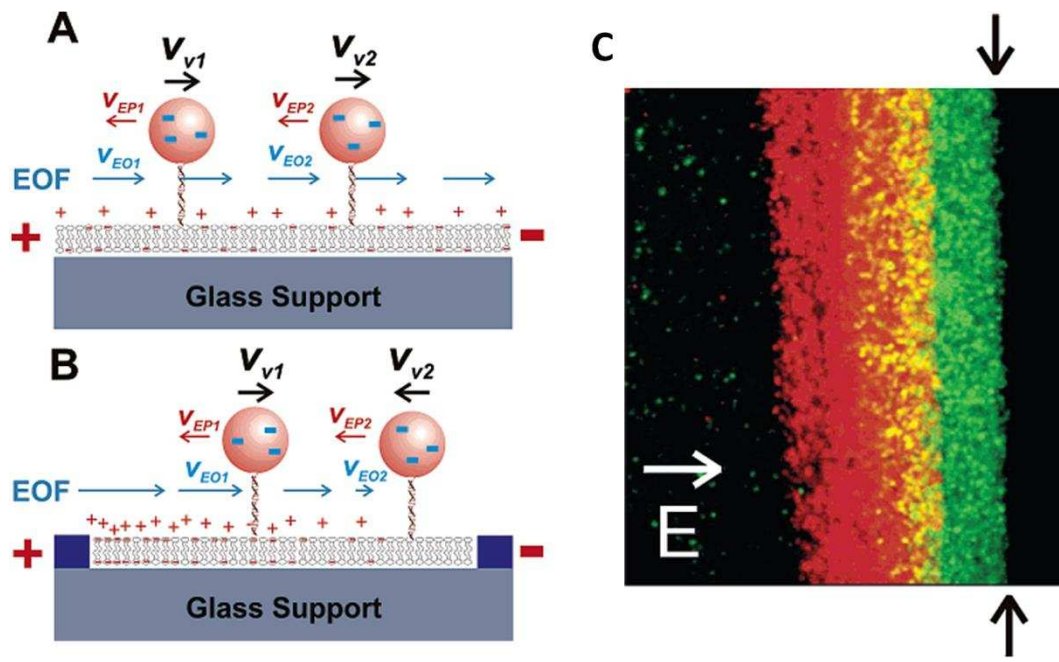 A
V_v1
V_v2
v_EP1
v_EP2
v_EO1
v_EO2
EOF
+ + + + + + + + + + +
+
-
Glass Support
B
V_v1
V_v2
v_EP1
v_EP2
v_EO1
v_EO2
EOF
+
-
Glass Support
C
E